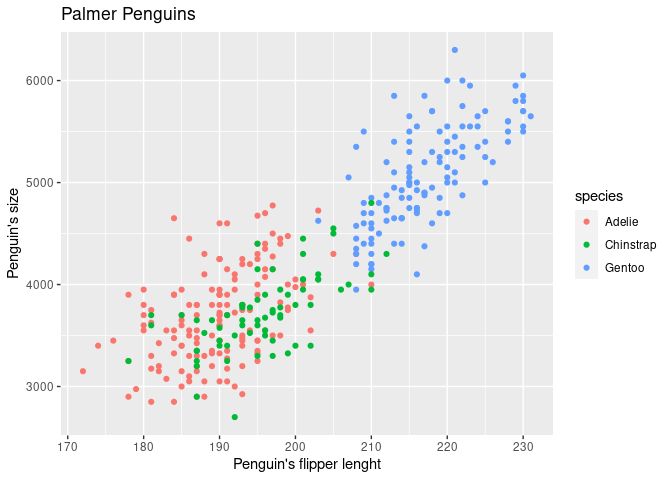 Palmer Penguins
6000
5000
4000
3000
Penguin's size
170 180 190 200 210 220 230
Penguin's flipper lenght
species
Adelie
Chinstrap
Gentoo